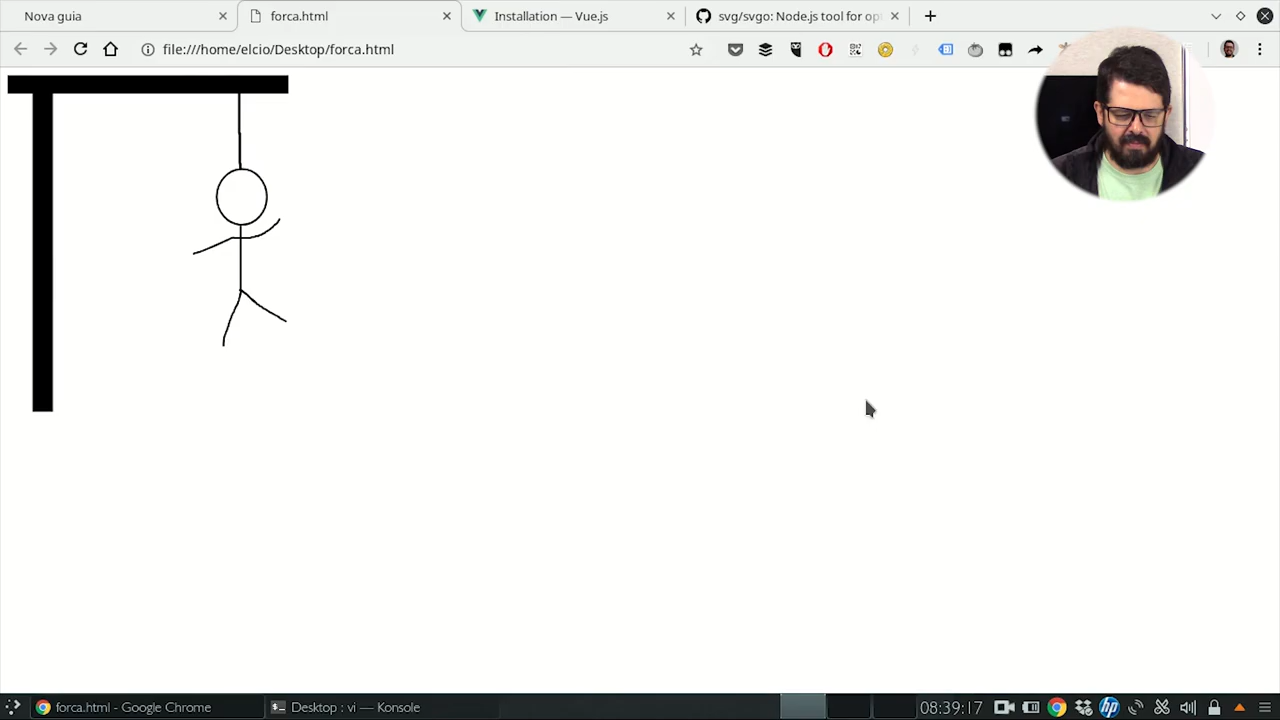 Nova guia
forca.html
Installation — Vue.js
svg/svgo: Node.js tool for op
file:///home/elcio/Desktop/forca.html
forca.html - Google Chrome
Desktop : vi — Konsole
08:39:17
hp